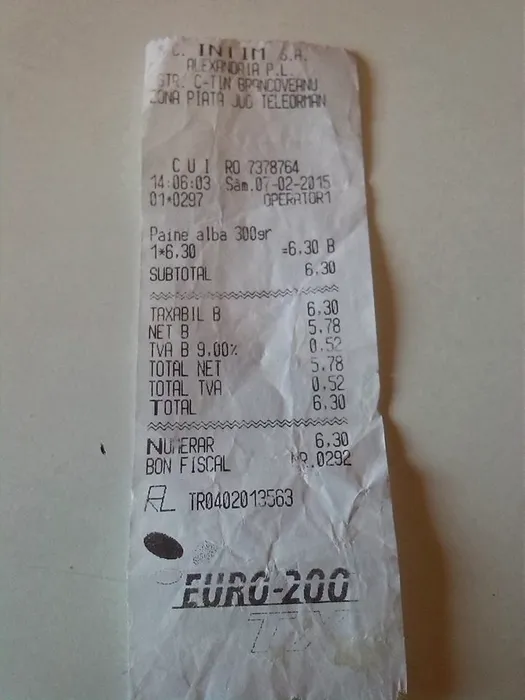 C. INTIM S.A.
ALEXANDRIA P.L.
STR. C-TIN BRANCOVEANU
ZONA PIATA JUD TELEORMAN
C U I RO 7378764
14:06:03 Sâm.07-02-2015
01*0297 OPERATOR1
Paine alba 300gr
1*6,30 =6,30 B
SUBTOTAL 6,30
TAXABIL B 6,30
NET B 5,78
TVA B 9.00% 0,52
TOTAL NET 5,78
TOTAL TVA 0,52
TOTAL 6,30
NUMERAR 6,30
BON FISCAL NR.0292
TR0402013563
EURO-200